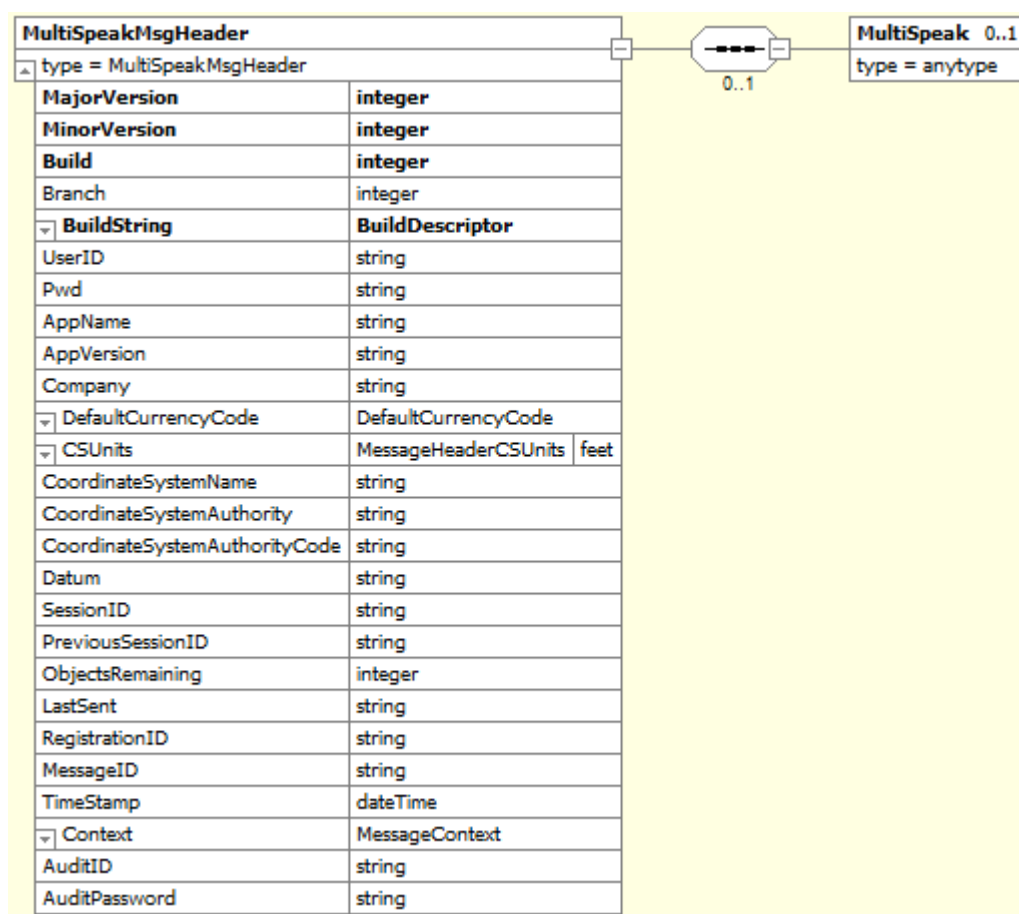 MultiSpeakMsgHeader
type = MultiSpeakMsgHeader
MajorVersion integer
MinorVersion integer
Build integer
Branch integer
BuildString BuildDescriptor
UserID string
Pwd string
AppName string
AppVersion string
Company string
DefaultCurrencyCode DefaultCurrencyCode
CSUnits MessageHeaderCSUnits feet
CoordinateSystemName string
CoordinateSystemAuthority string
CoordinateSystemAuthorityCode string
Datum string
SessionID string
PreviousSessionID string
ObjectsRemaining integer
LastSent string
RegistrationID string
MessageID string
TimeStamp dateTime
Context MessageContext
AuditID string
AuditPassword string
0..1
MultiSpeak 0..1
type = anytype